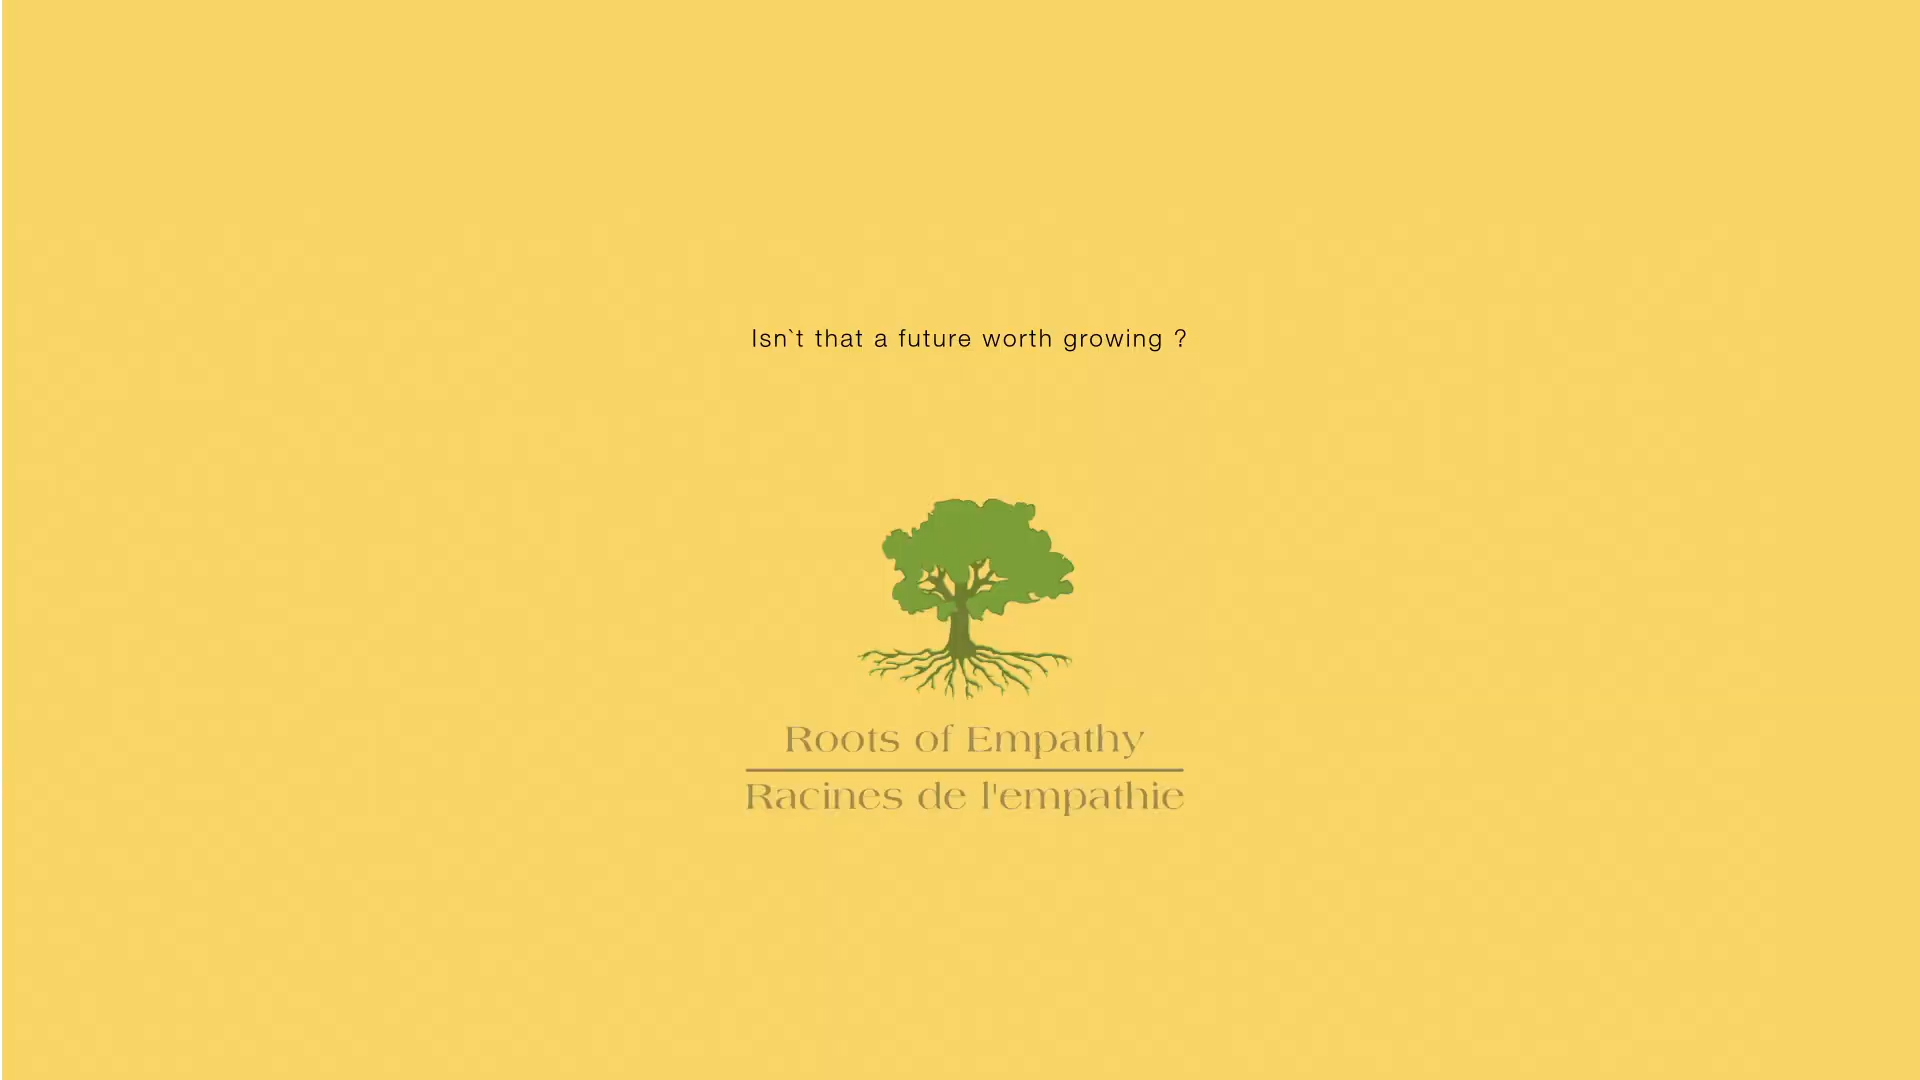 Isn`t that a future worth growing ?
Roots of Empathy
Racines de l'empathie